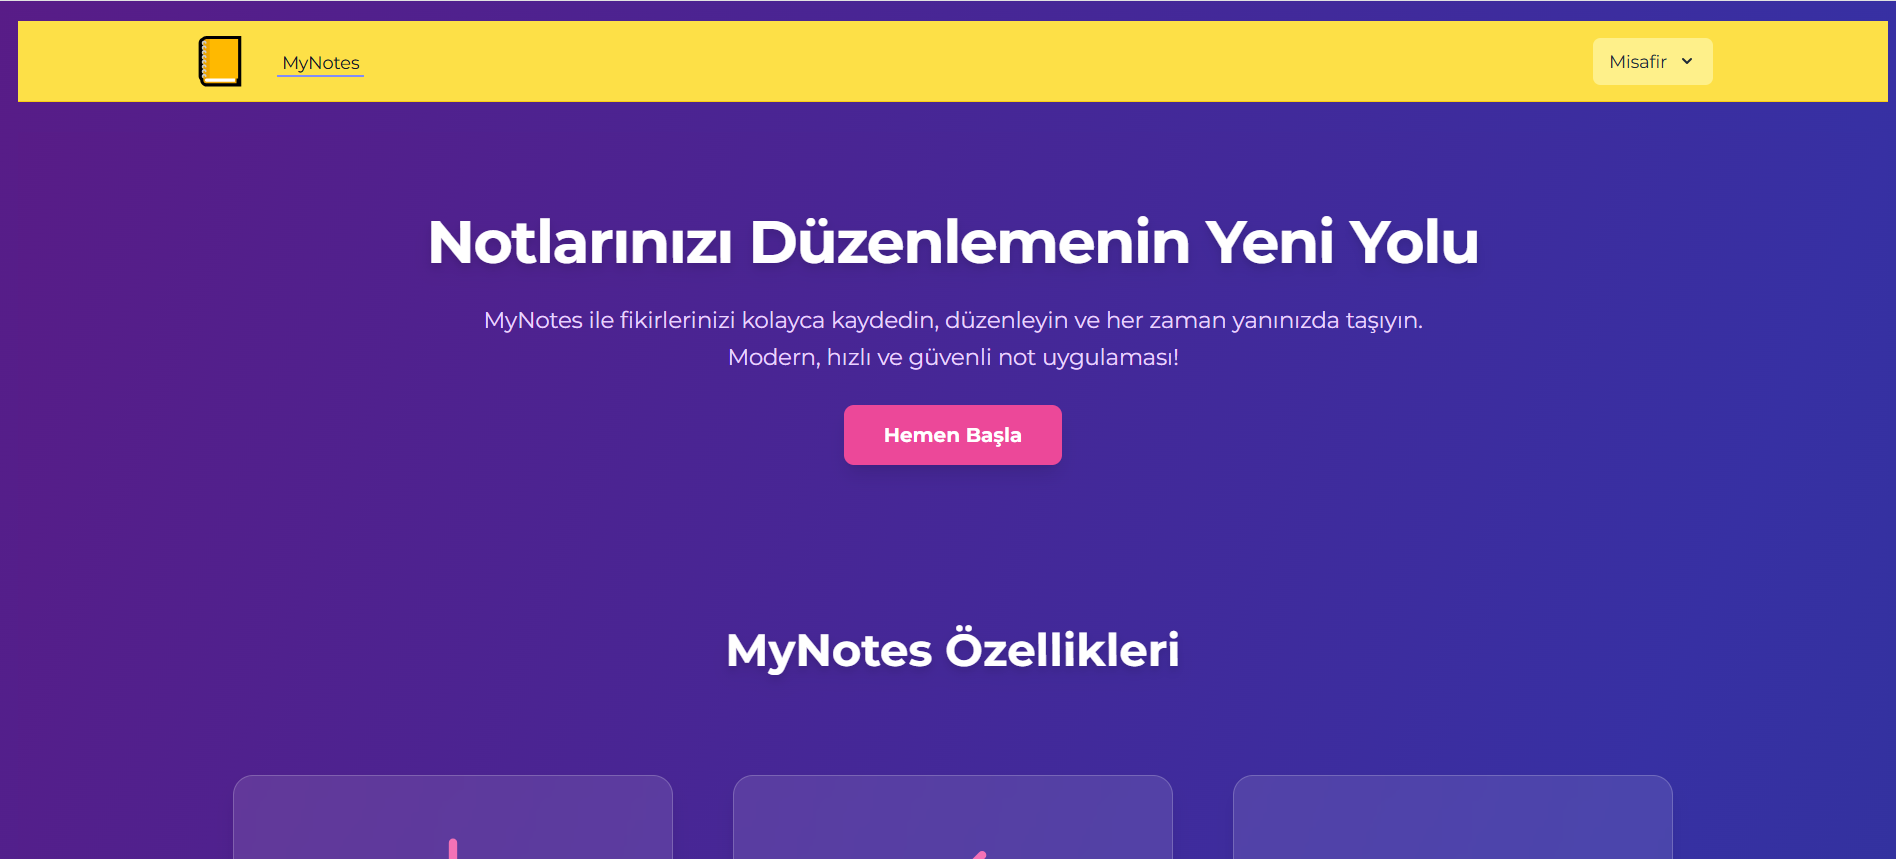 MyNotes
Misafir
Notlarınızı Düzenlemenin Yeni Yolu
MyNotes ile fikirlerinizi kolayca kaydedin, düzenleyin ve her zaman yanınızda taşıyın.
Modern, hızlı ve güvenli not uygulaması!
Hemen Başla
MyNotes Özellikleri